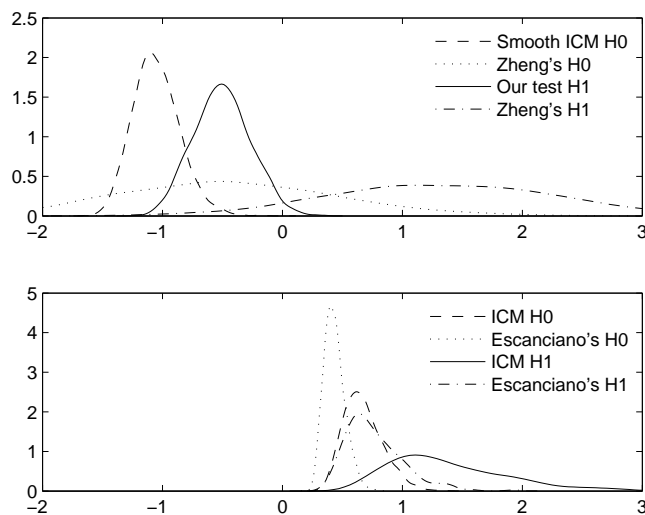 2.5
2
1.5
1
0.5
0
Smooth ICM H0
Zheng's H0
Our test H1
Zheng's H1
−2 −1 0 1 2 3
5
4
3
2
1
0
ICM H0
Escanciano's H0
ICM H1
Escanciano's H1
−2 −1 0 1 2 3